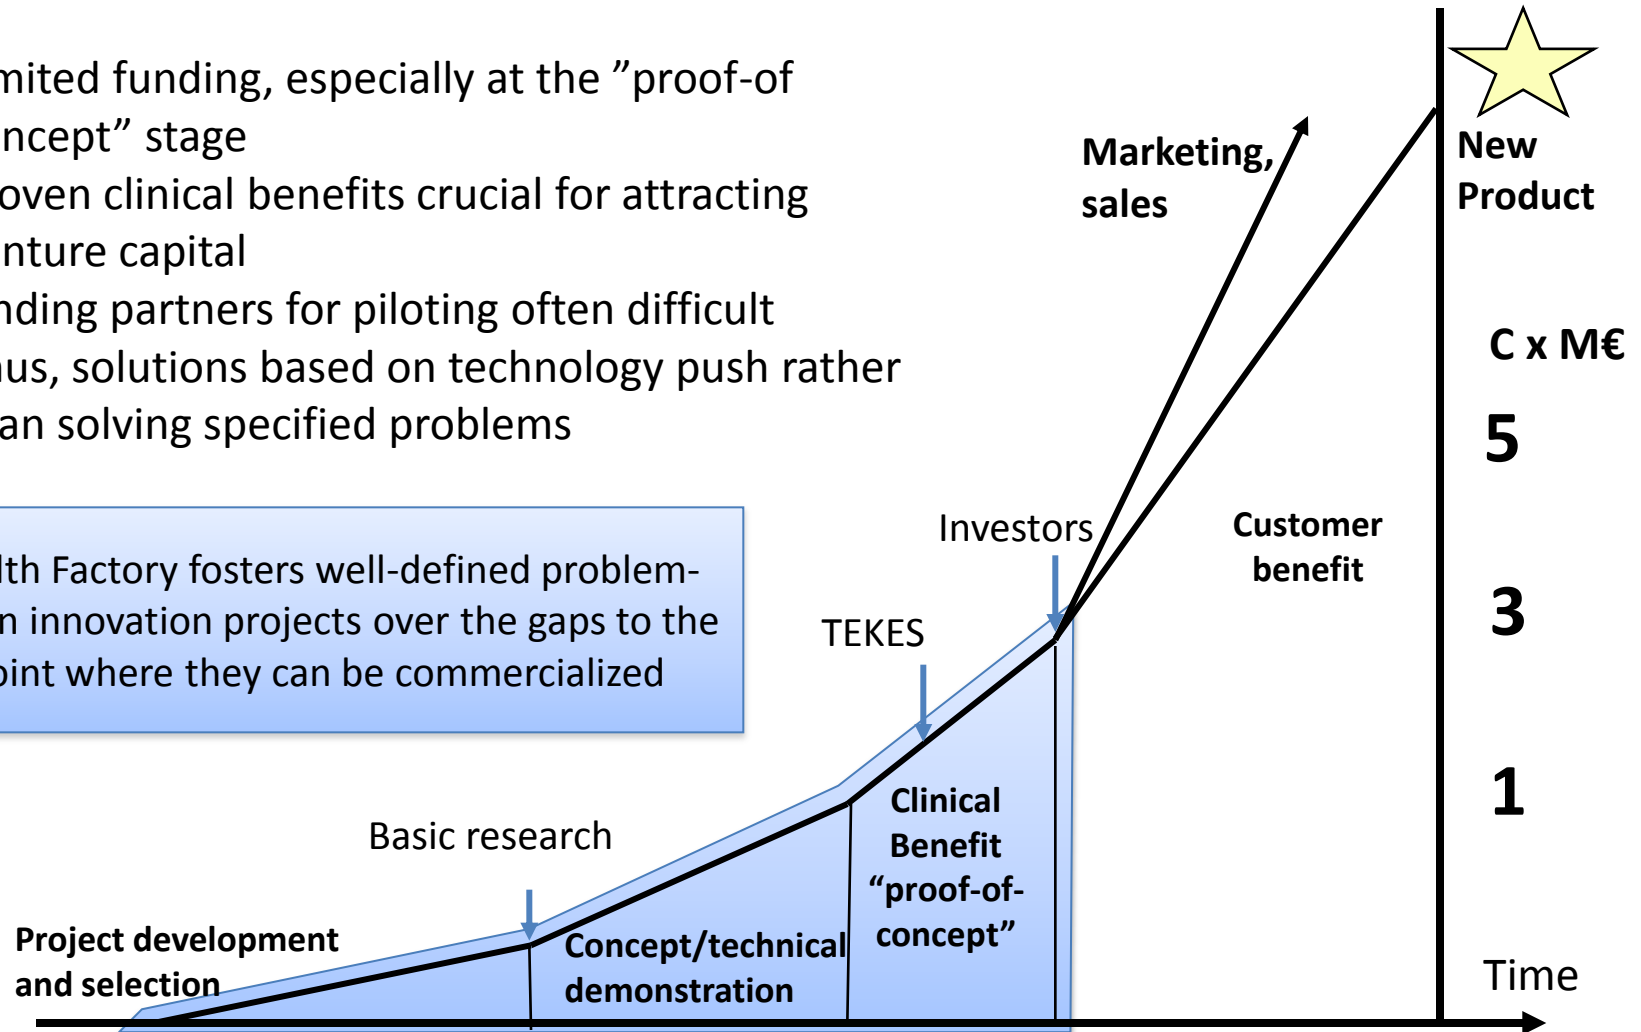 mited funding, especially at the ”proof-of
ncept” stage
oven clinical benefits crucial for attracting
nture capital
nding partners for piloting often difficult
us, solutions based on technology push rather
an solving specified problems
lth Factory fosters well-defined problem-
n innovation projects over the gaps to the
oint where they can be commercialized
Marketing,
sales
New
Product
C x M€
5
3
1
Investors
Customer
benefit
TEKES
Basic research
Clinical
Benefit
“proof-of-
concept”
Project development
and selection
Concept/technical
demonstration
Time